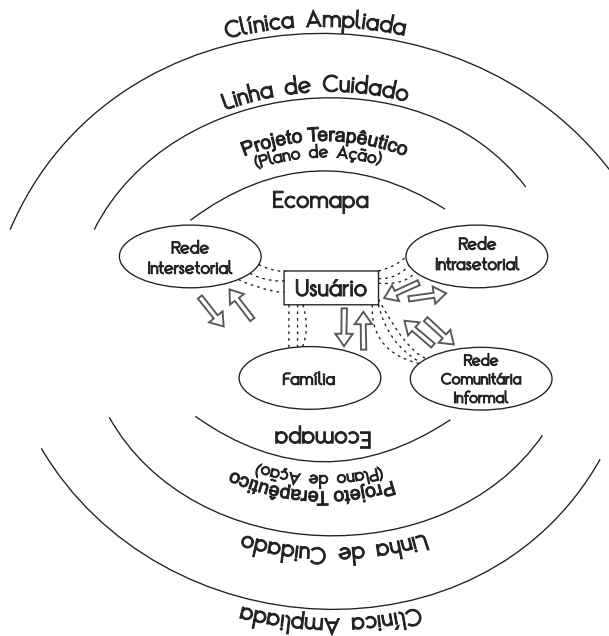 Clínica Ampliada
Linha de Cuidado
Projeto Terapêutico
(Plano de Ação)
Ecomapa
Rede
Intersetorial
Rede
Intrasetorial
Usuário
Família
Rede
Comunitária
Informal
Ecomapa
(Plano de Ação)
Projeto Terapêutico
Linha de Cuidado
Clínica Ampliada